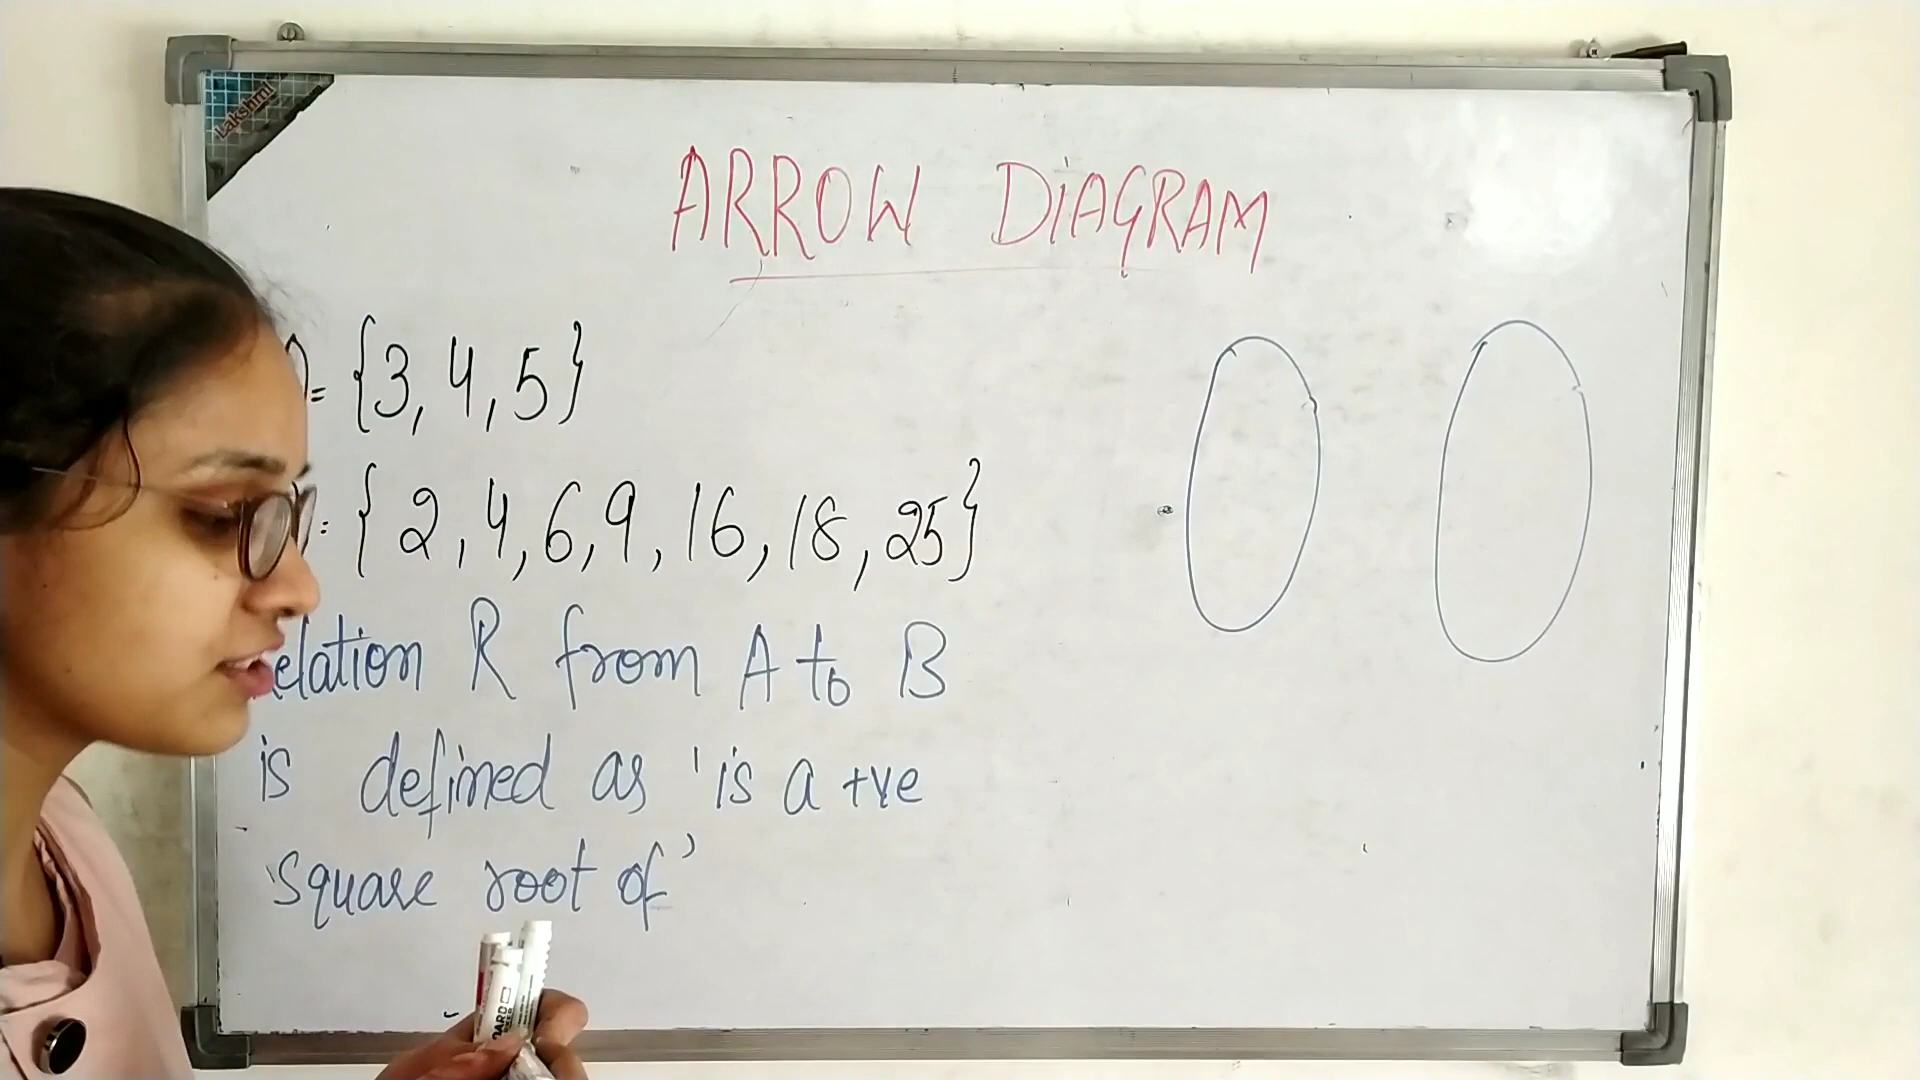 Lakshmi
ARROW DIAGRAM
= {3, 4, 5}
= { 2, 4, 6, 9, 16, 18, 25}
elation R from A to B
is defined as 'is a +ve
square root of'